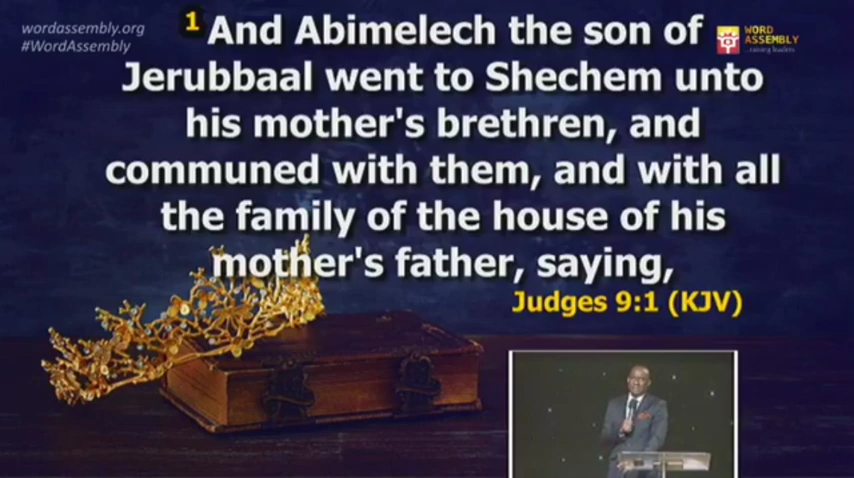 wordassembly.org
#WordAssembly
WORD
ASSEMBLY
...raising leaders
1 And Abimelech the son of
Jerubbaal went to Shechem unto
his mother's brethren, and
communed with them, and with all
the family of the house of his
mother's father, saying,
Judges 9:1 (KJV)